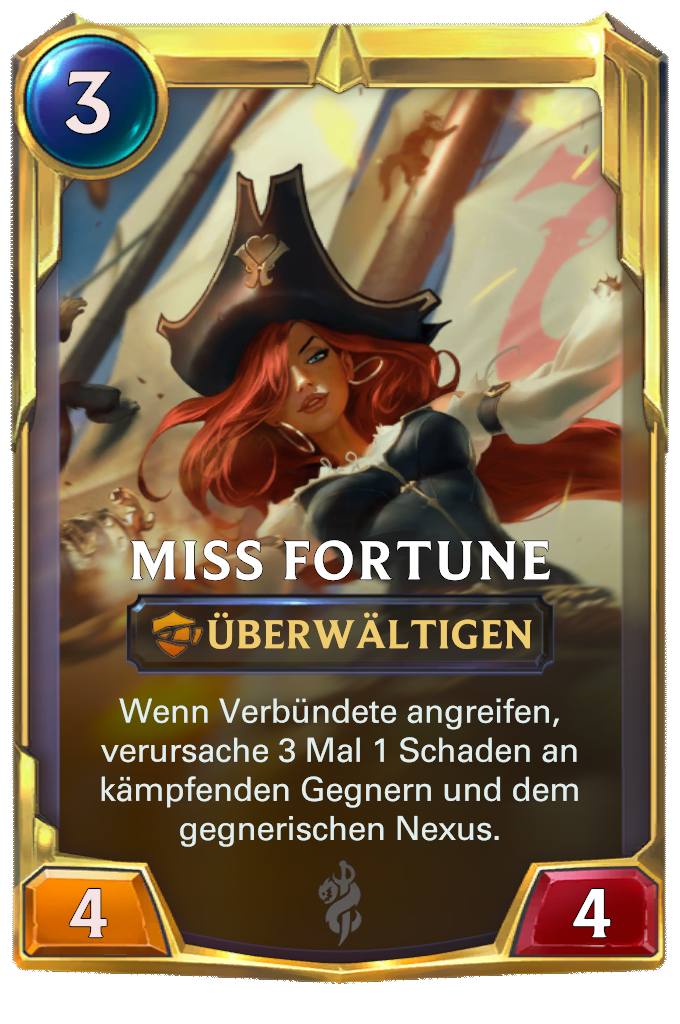 3
MISS FORTUNE
ÜBERWÄLTIGEN
Wenn Verbündete angreifen,
verursache 3 Mal 1 Schaden an
kämpfenden Gegnern und dem
gegnerischen Nexus.
4
4